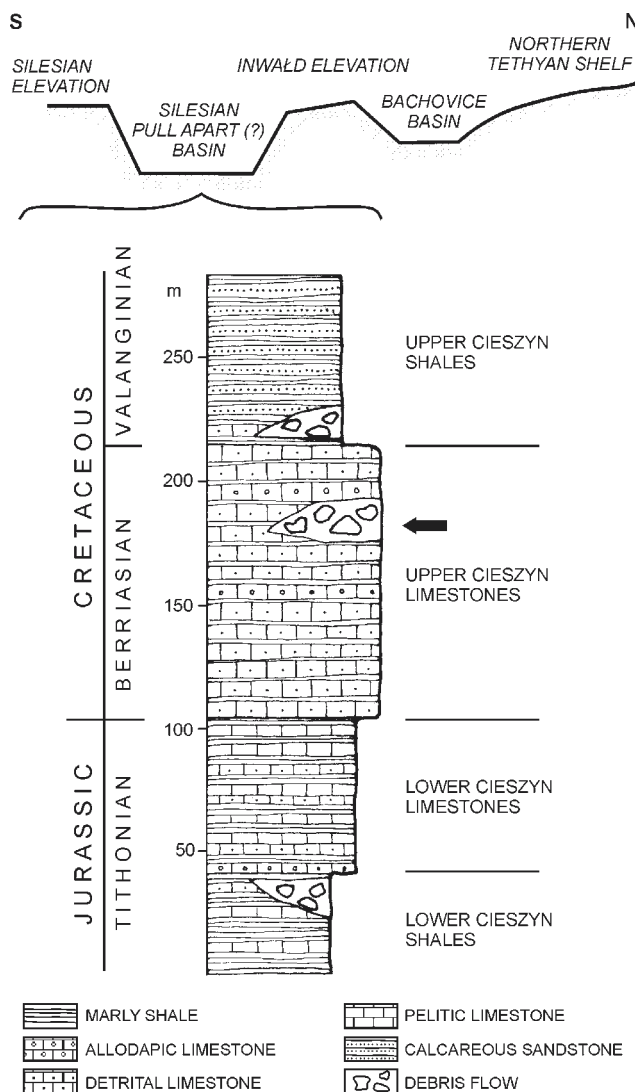 S
N
SILESIAN
ELEVATION
SILESIAN
PULL APART (?)
BASIN
INWAŁD ELEVATION
BACHOVICE
BASIN
NORTHERN
TETHYAN SHELF
m
250
200
150
100
50
CRETACEOUS
VALANGINIAN
BERRIASIAN
JURASSIC
TITHONIAN
UPPER CIESZYN
SHALES
UPPER CIESZYN
LIMESTONES
LOWER CIESZYN
LIMESTONES
LOWER CIESZYN
SHALES
MARLY SHALE
ALLODAPIC LIMESTONE
DETRITAL LIMESTONE
PELITIC LIMESTONE
CALCAREOUS SANDSTONE
DEBRIS FLOW